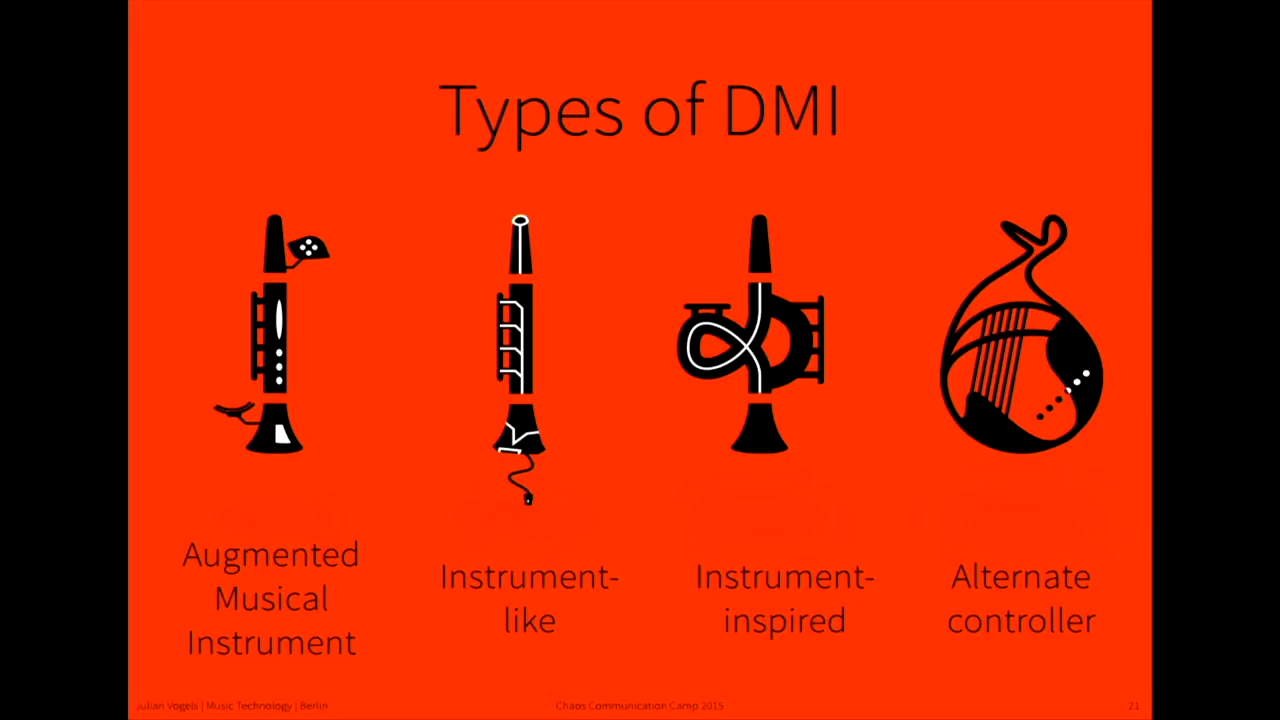 Types of DMI
Augmented
Musical
Instrument
Instrument-
like
Instrument-
inspired
Alternate
controller
Julian Vogels | Music Technology | Berlin
Chaos Communication Camp 2015
21